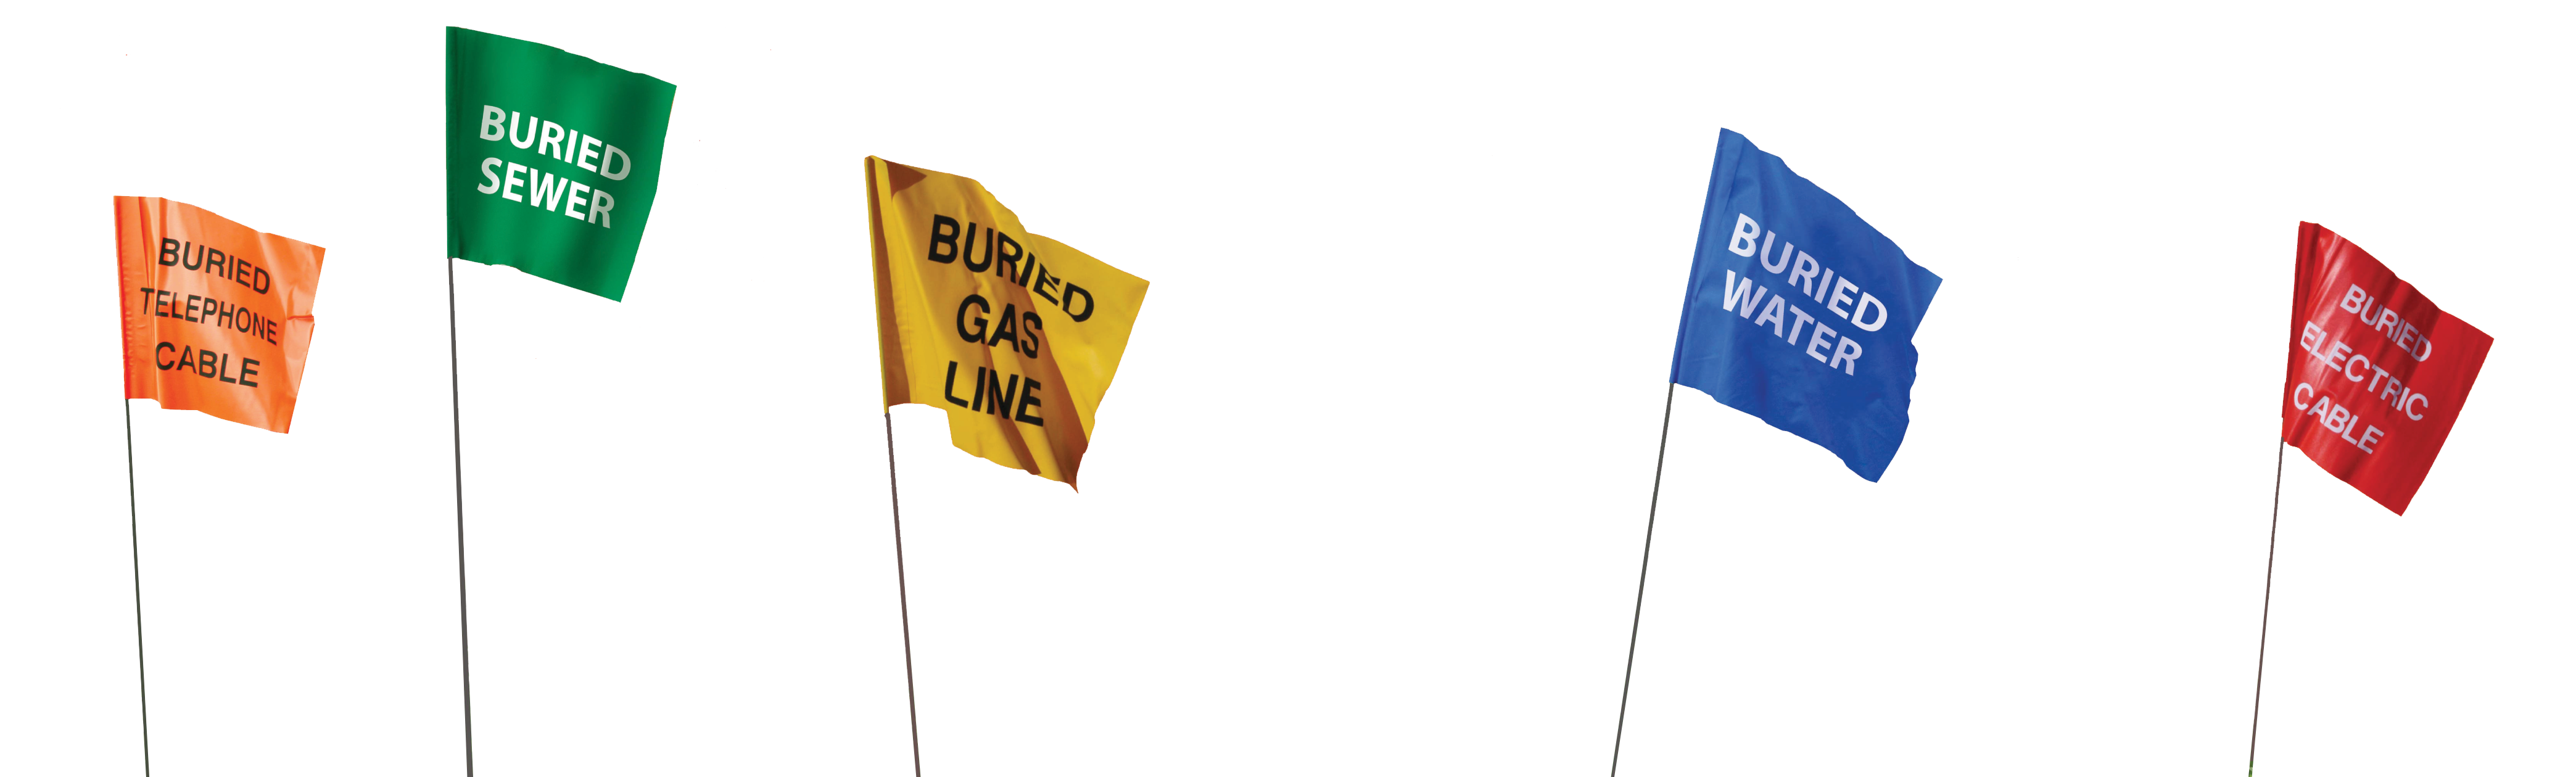 BURIED
TELEPHONE
CABLE
BURIED
SEWER
BURIED
GAS
LINE
BURIED
WATER
BURIED
ELECTRIC
CABLE